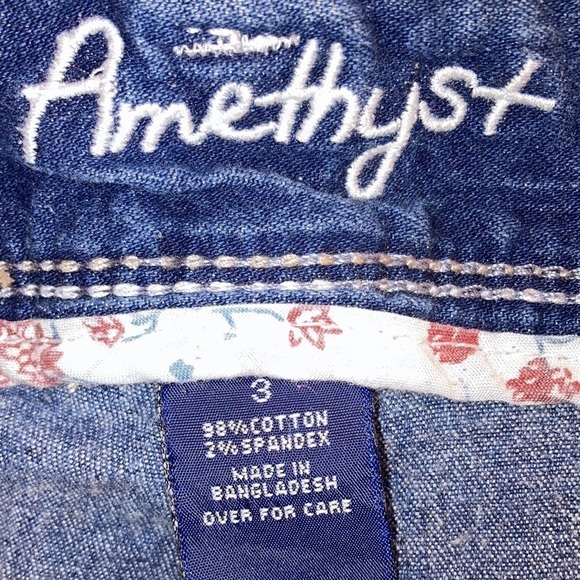 Amethyst
3
98% COTTON
2% SPANDEX
MADE IN
BANGLADESH
OVER FOR CARE